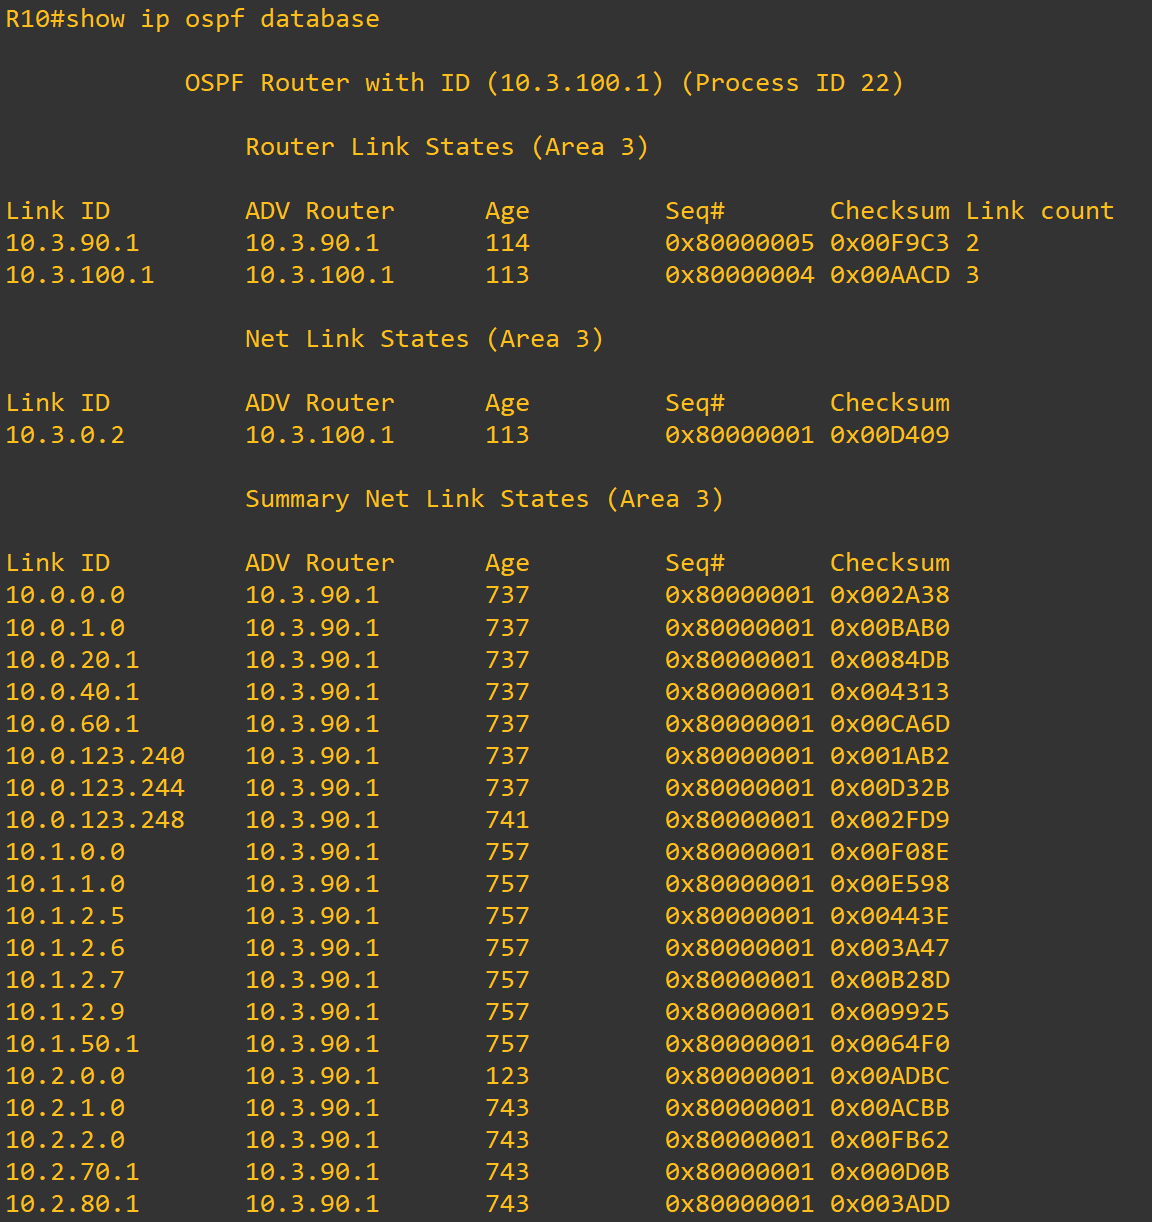 R10#show ip ospf database
OSPF Router with ID (10.3.100.1) (Process ID 22)
Router Link States (Area 3)
Link ID ADV Router Age Seq# Checksum Link count
10.3.90.1 10.3.90.1 114 0x80000005 0x00F9C3 2
10.3.100.1 10.3.100.1 113 0x80000004 0x00AACD 3
Net Link States (Area 3)
Link ID ADV Router Age Seq# Checksum
10.3.0.2 10.3.100.1 113 0x80000001 0x00D409
Summary Net Link States (Area 3)
Link ID ADV Router Age Seq# Checksum
10.0.0.0 10.3.90.1 737 0x80000001 0x002A38
10.0.1.0 10.3.90.1 737 0x80000001 0x00BAB0
10.0.20.1 10.3.90.1 737 0x80000001 0x0084DB
10.0.40.1 10.3.90.1 737 0x80000001 0x004313
10.0.60.1 10.3.90.1 737 0x80000001 0x00CA6D
10.0.123.240 10.3.90.1 737 0x80000001 0x001AB2
10.0.123.244 10.3.90.1 737 0x80000001 0x00D32B
10.0.123.248 10.3.90.1 741 0x80000001 0x002FD9
10.1.0.0 10.3.90.1 757 0x80000001 0x00F08E
10.1.1.0 10.3.90.1 757 0x80000001 0x00E598
10.1.2.5 10.3.90.1 757 0x80000001 0x00443E
10.1.2.6 10.3.90.1 757 0x80000001 0x003A47
10.1.2.7 10.3.90.1 757 0x80000001 0x00B28D
10.1.2.9 10.3.90.1 757 0x80000001 0x009925
10.1.50.1 10.3.90.1 757 0x80000001 0x0064F0
10.2.0.0 10.3.90.1 123 0x80000001 0x00ADBC
10.2.1.0 10.3.90.1 743 0x80000001 0x00ACBB
10.2.2.0 10.3.90.1 743 0x80000001 0x00FB62
10.2.70.1 10.3.90.1 743 0x80000001 0x000D0B
10.2.80.1 10.3.90.1 743 0x80000001 0x003ADD